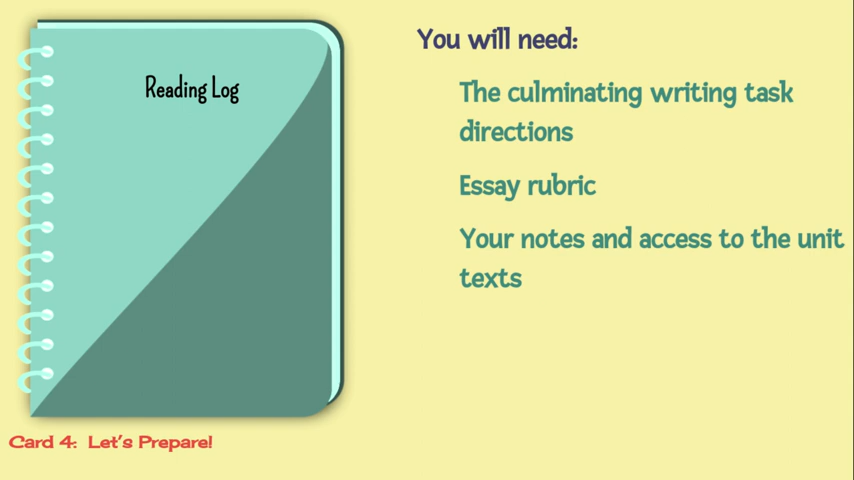 Reading Log
You will need:
The culminating writing task
directions
Essay rubric
Your notes and access to the unit
texts
Card 4: Let's Prepare!